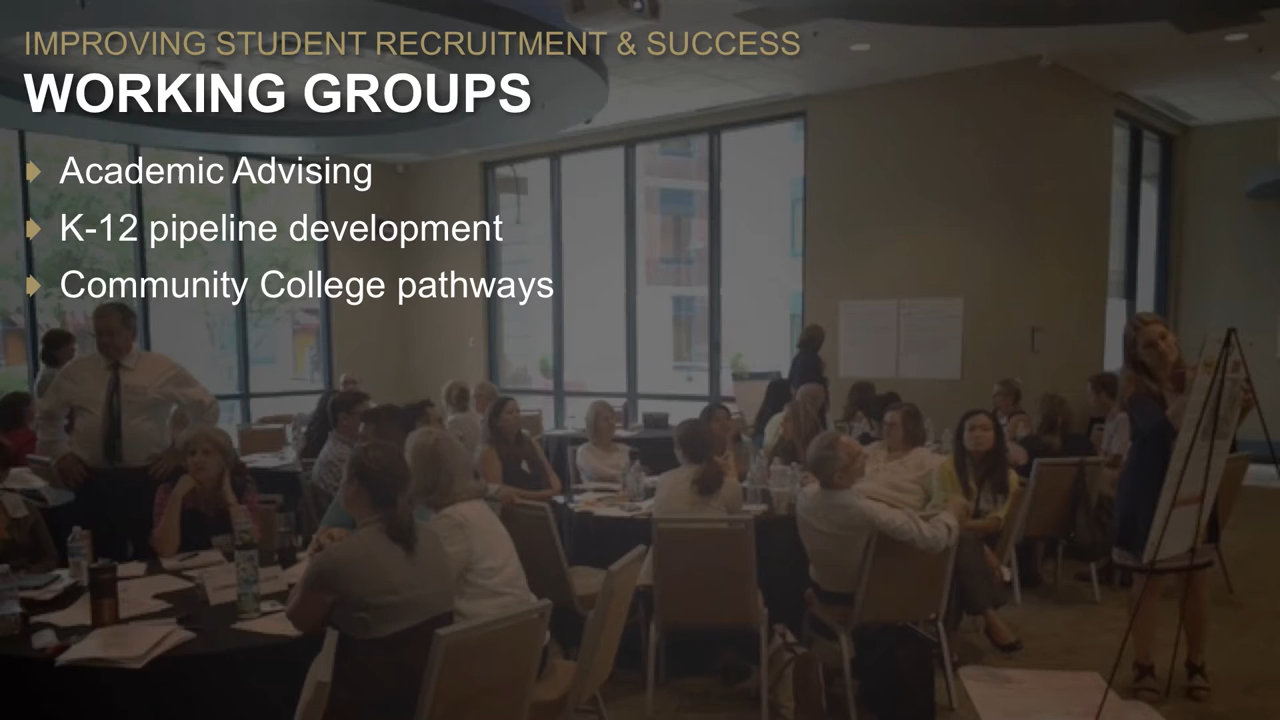 IMPROVING STUDENT RECRUITMENT & SUCCESS
WORKING GROUPS
Academic Advising
K-12 pipeline development
Community College pathways